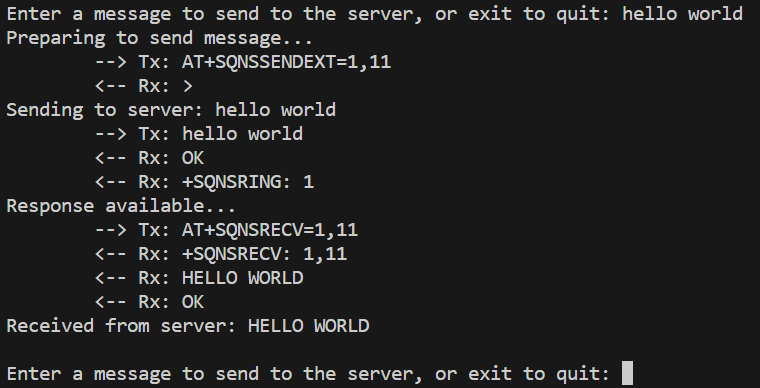 Enter a message to send to the server, or exit to quit: hello world
Preparing to send message...
--> Tx: AT+SQNSSENDEXT=1,11
<-- Rx: >
Sending to server: hello world
--> Tx: hello world
<-- Rx: OK
<-- Rx: +SQNSRING: 1
Response available...
--> Tx: AT+SQNSRECV=1,11
<-- Rx: +SQNSRECV: 1,11
<-- Rx: HELLO WORLD
<-- Rx: OK
Received from server: HELLO WORLD
Enter a message to send to the server, or exit to quit: